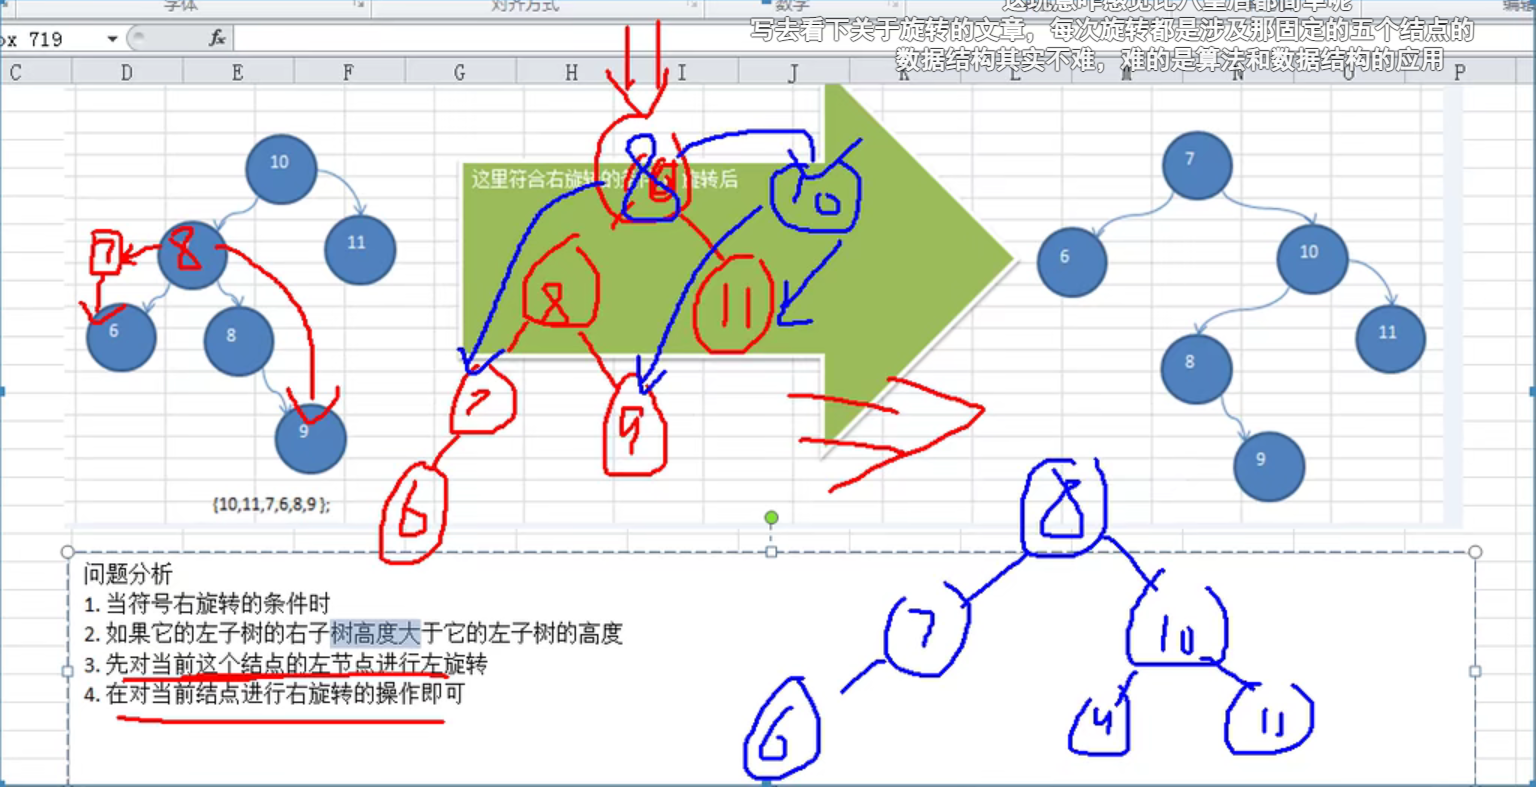 字体
对齐方式
数字
写去看下关于旋转的文章，每次旋转都是涉及那固定的五个结点的
数据结构其实不难，难的是算法和数据结构的应用
ox 719
fx
C D E F G H I J K L M N O P
10
11
8
7
6
8
9
{10,11,7,6,8,9 };
这里符合右旋转的
旋转后
8
10
8
11
7
9
6
7
6
10
8
11
9
8
7
10
6
11
问题分析
1. 当符号右旋转的条件时
2. 如果它的左子树的右子树高度大于它的左子树的高度
3. 先对当前这个结点的左节点进行左旋转
4. 在对当前结点进行右旋转的操作即可